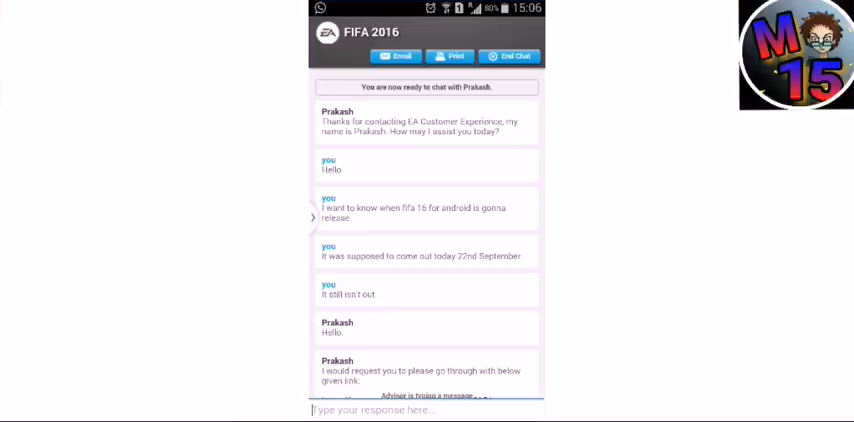 80% 15:06
EA FIFA 2016
Email Print End Chat
You are now ready to chat with Prakash.
Prakash
Thanks for contacting EA Customer Experience, my
name is Prakash. How may I assist you today?
you
Hello
you
I want to know when fifa 16 for android is gonna
release
you
It was supposed to come out today 22nd September
you
It still isn't out
Prakash
Hello.
Prakash
I would request you to please go through with below
given link:
Advisor is typing a message
Type your response here...
M
15